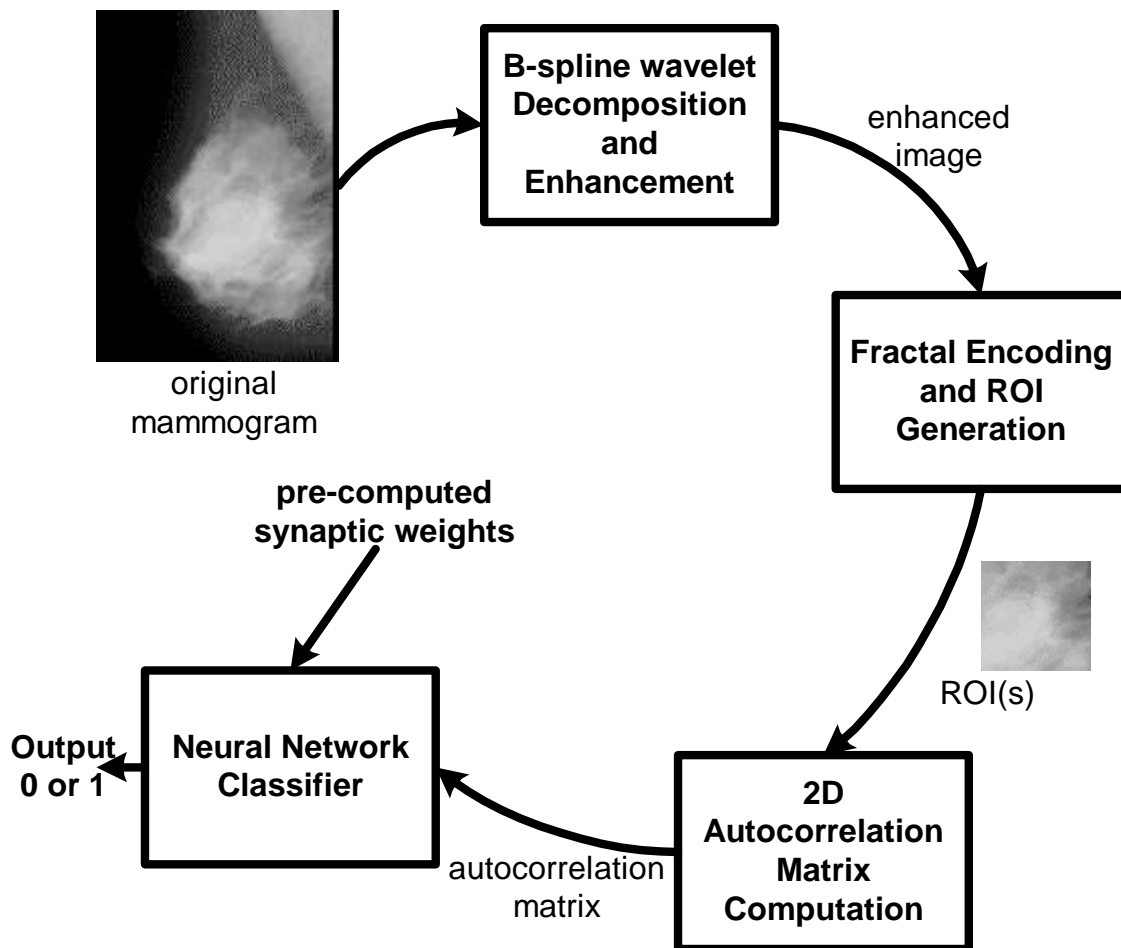 B-spline wavelet
Decomposition
and
Enhancement
enhanced
image
original
mammogram
Fractal Encoding
and ROI
Generation
pre-computed
synaptic weights
ROI(s)
Output
0 or 1
Neural Network
Classifier
autocorrelation
matrix
2D
Autocorrelation
Matrix
Computation